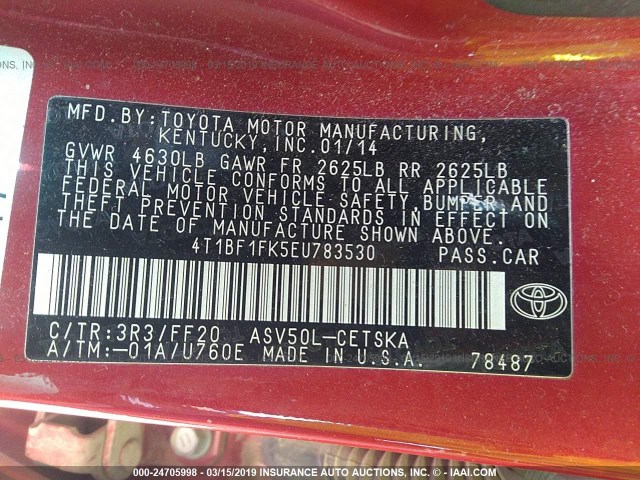 MFD.BY:TOYOTA MOTOR MANUFACTURING,
KENTUCKY,INC.01/14
GVWR 4630LB GAWR FR 2625LB RR 2625LB
THIS VEHICLE CONFORMS TO ALL APPLICABLE
FEDERAL MOTOR VEHICLE SAFETY,BUMPER,AND
THEFT PREVENTION STANDARDS IN EFFECT ON
THE DATE OF MANUFACTURE SHOWN ABOVE.
4T1BF1FK5EU783530 PASS.CAR
C/TR:3R3/FF20 ASV50L-CETSKA
A/TM:-01A/U760E MADE IN U.S.A. 78487
TOYOTA
000-24705998 - 03/15/2019 INSURANCE AUTO AUCTIONS, INC. - IAAI.COM